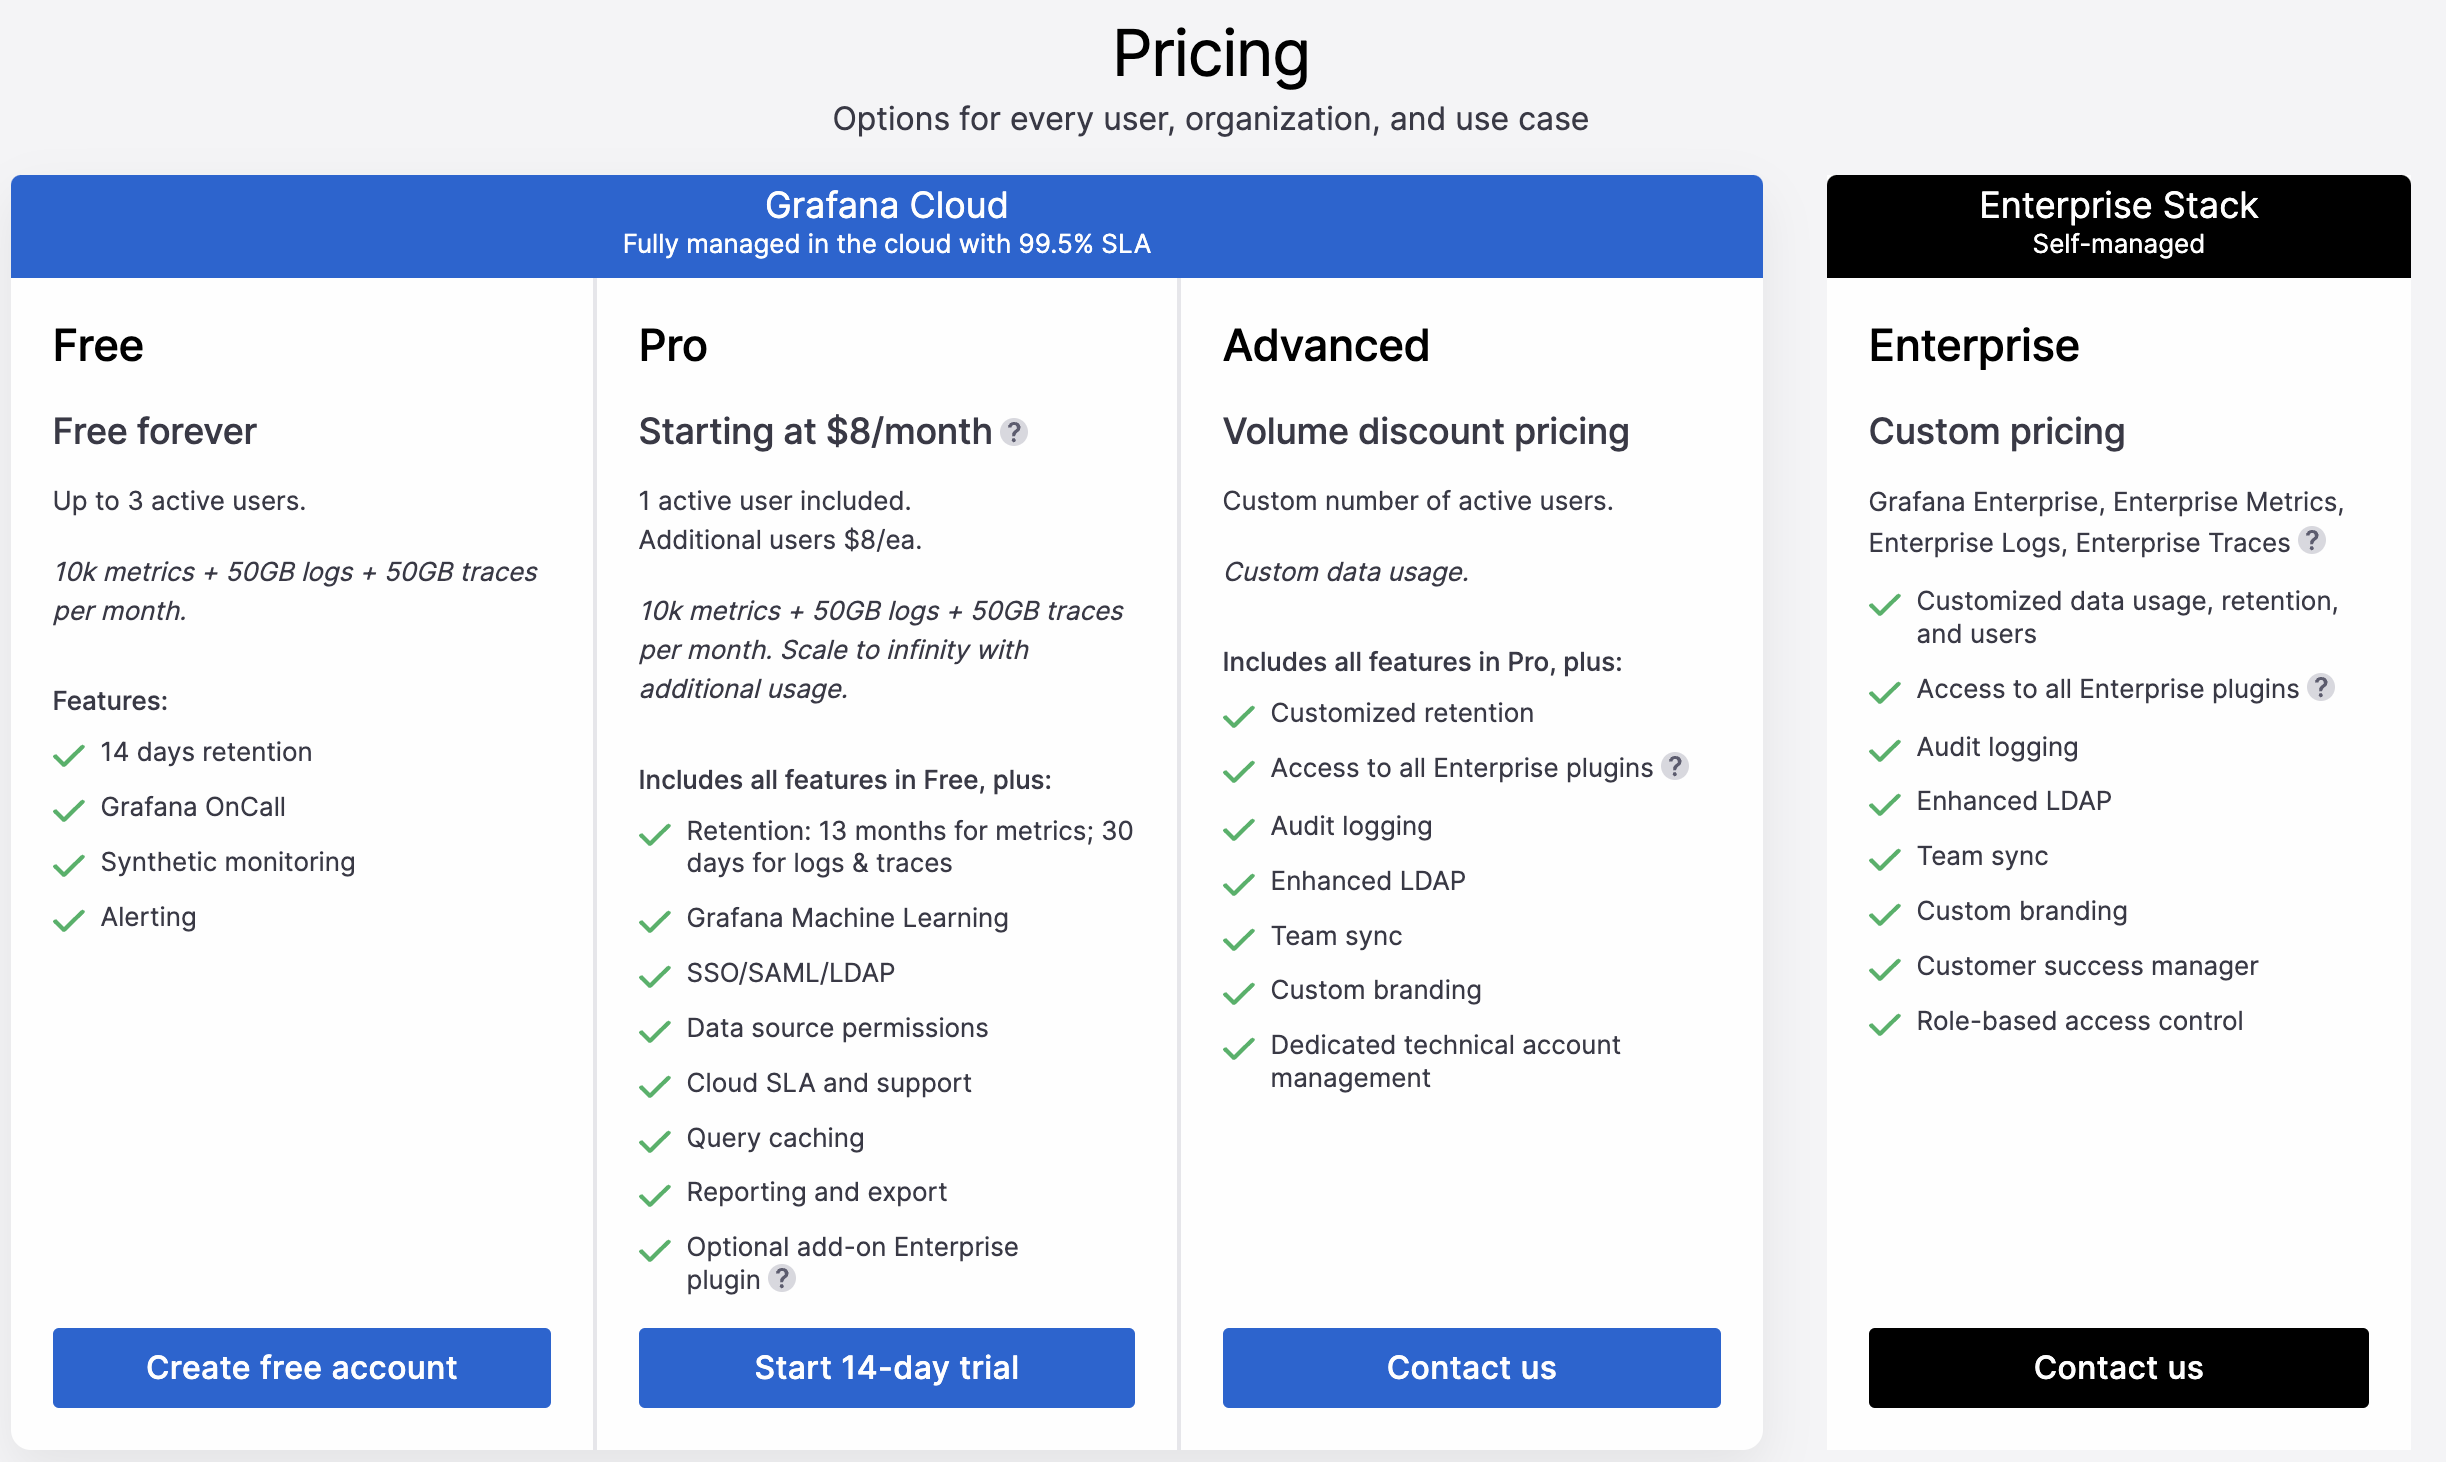 Pricing
Options for every user, organization, and use case
Grafana Cloud
Fully managed in the cloud with 99.5% SLA
Free
Free forever
Up to 3 active users.
10k metrics + 50GB logs + 50GB traces
per month.
Features:
14 days retention
Grafana OnCall
Synthetic monitoring
Alerting
Create free account
Pro
Starting at $8/month ?
1 active user included.
Additional users $8/ea.
10k metrics + 50GB logs + 50GB traces
per month. Scale to infinity with
additional usage.
Includes all features in Free, plus:
Retention: 13 months for metrics; 30
days for logs & traces
Grafana Machine Learning
SSO/SAML/LDAP
Data source permissions
Cloud SLA and support
Query caching
Reporting and export
Optional add-on Enterprise
plugin ?
Start 14-day trial
Advanced
Volume discount pricing
Custom number of active users.
Custom data usage.
Includes all features in Pro, plus:
Customized retention
Access to all Enterprise plugins ?
Audit logging
Enhanced LDAP
Team sync
Custom branding
Dedicated technical account
management
Contact us
Enterprise Stack
Self-managed
Enterprise
Custom pricing
Grafana Enterprise, Enterprise Metrics,
Enterprise Logs, Enterprise Traces ?
Customized data usage, retention,
and users
Access to all Enterprise plugins ?
Audit logging
Enhanced LDAP
Team sync
Custom branding
Customer success manager
Role-based access control
Contact us